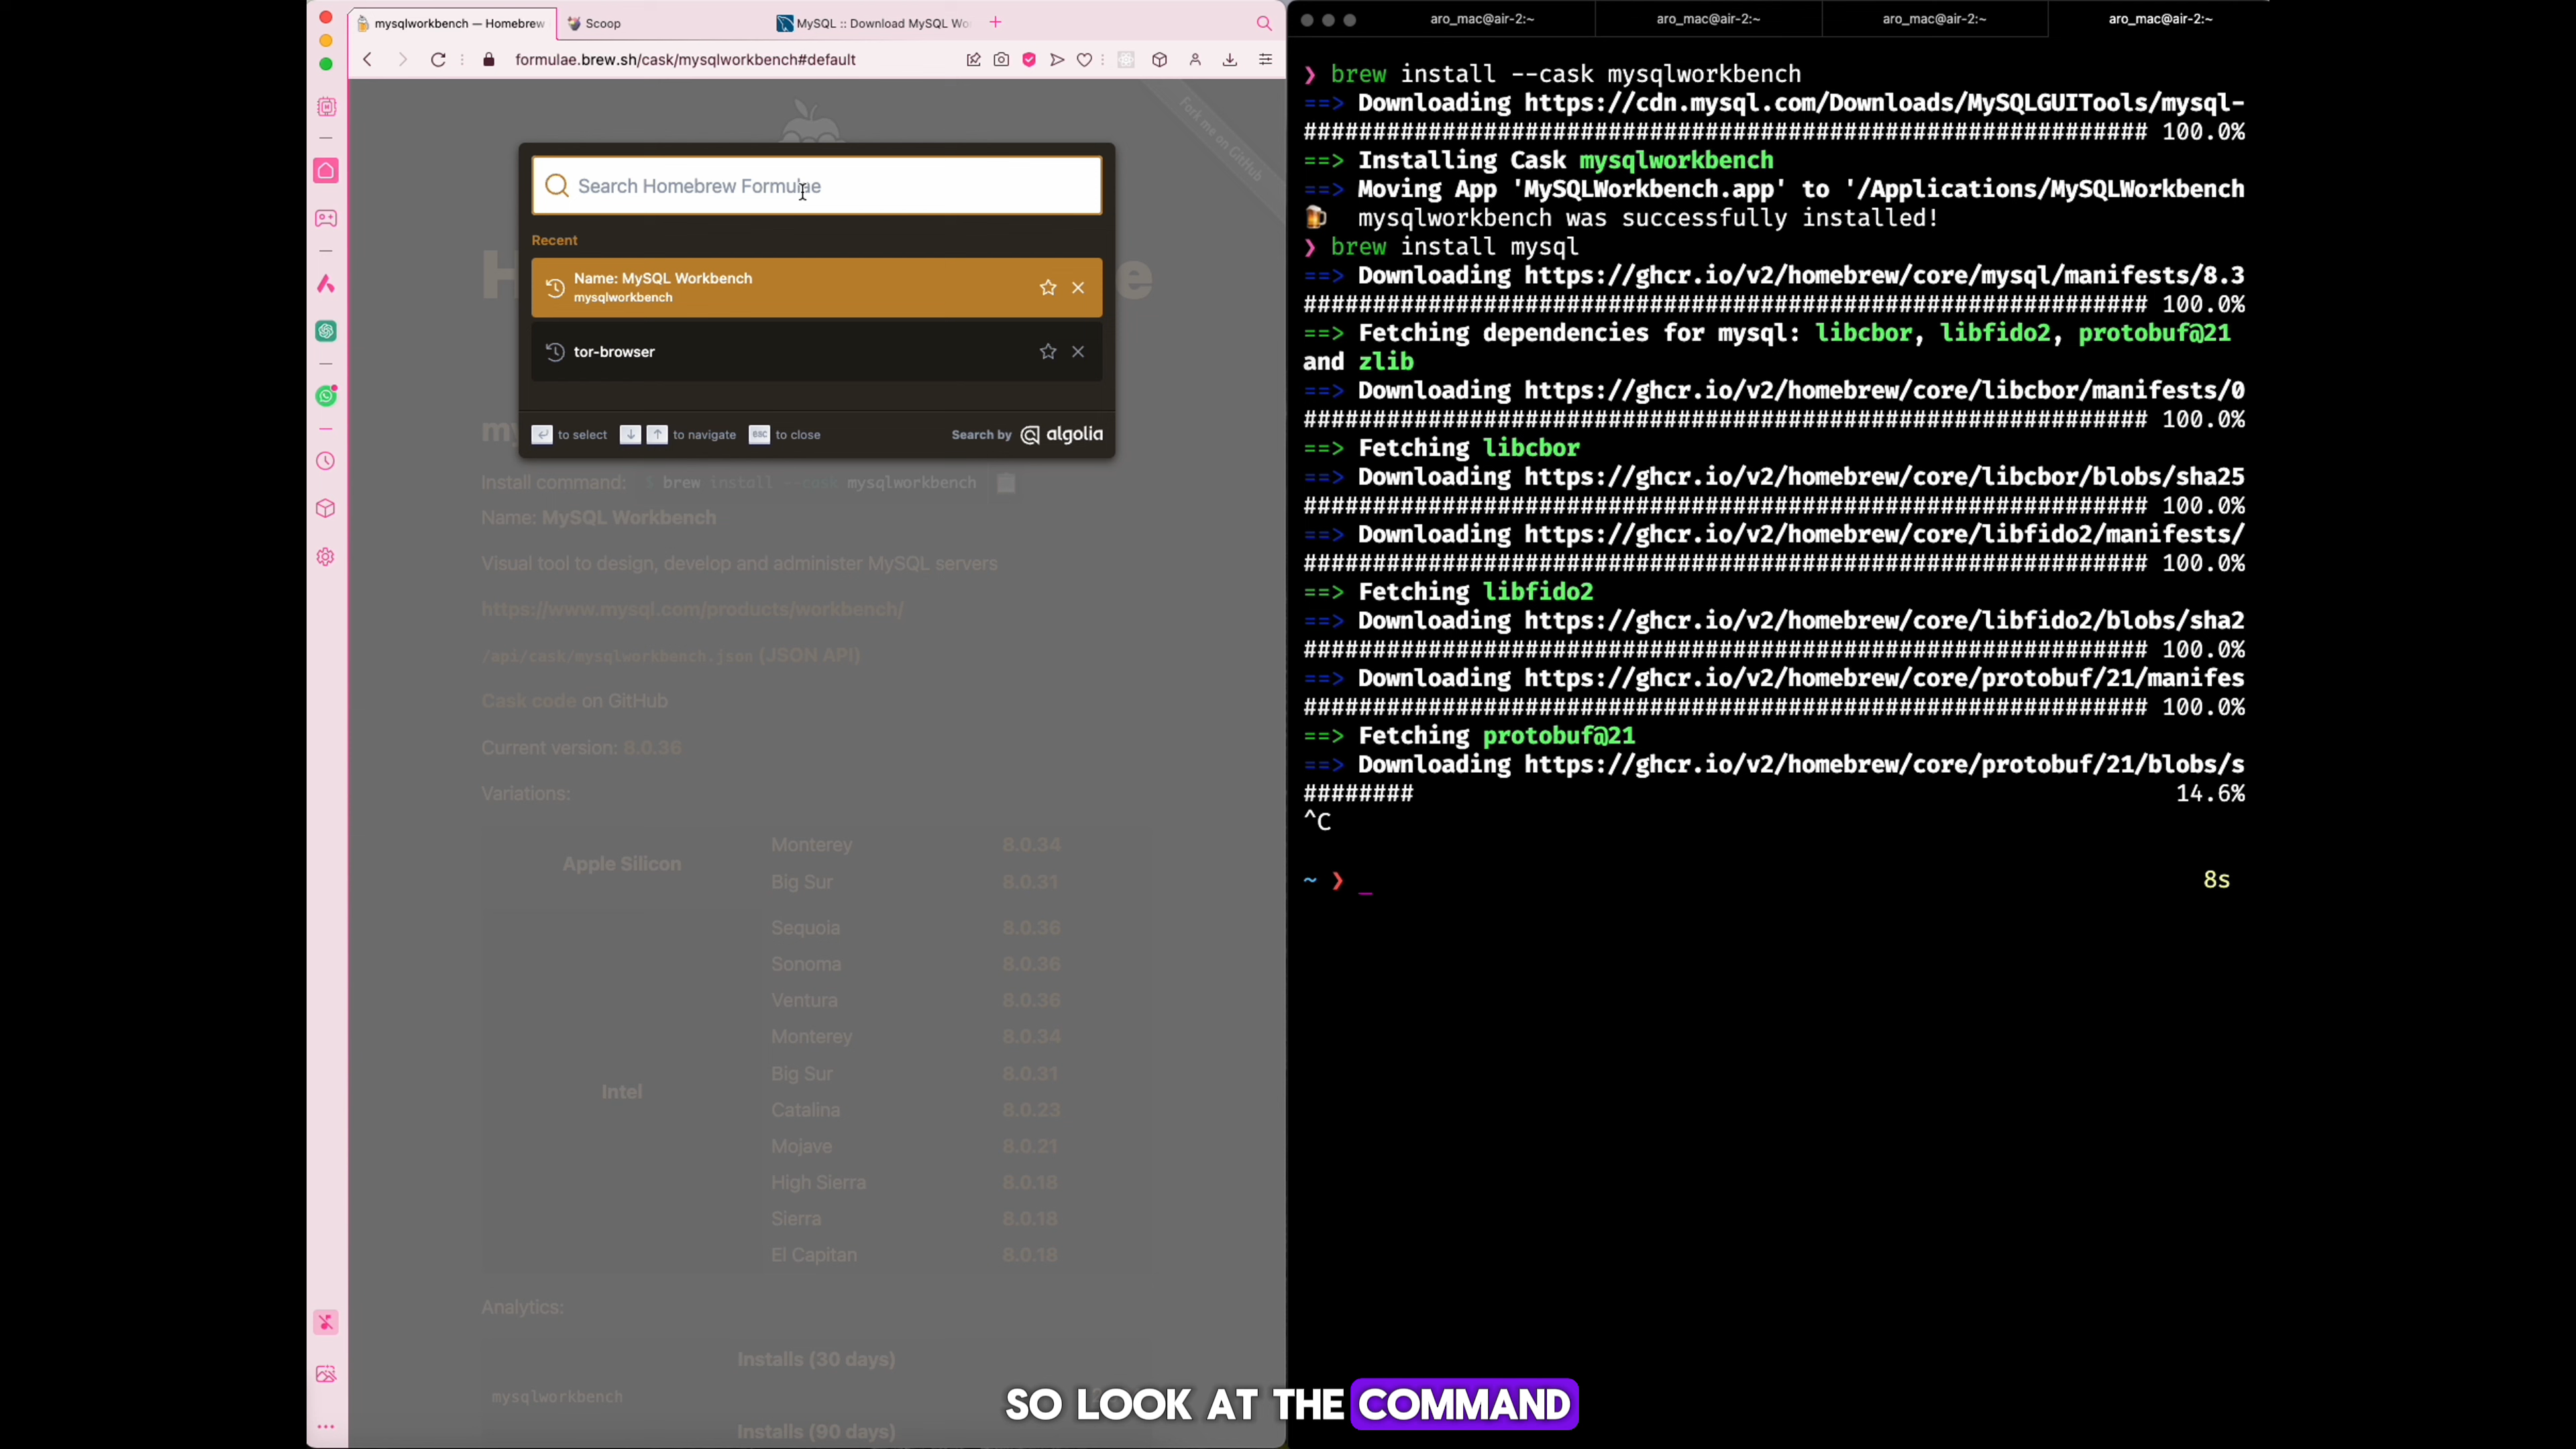 mysqlworkbench — Homebrew
Scoop
MySQL :: Download MySQL Wo
formulae.brew.sh/cask/mysqlworkbench#default
Fork me on GitHub
Search Homebrew Formulae
Recent
Name: MySQL Workbench
mysqlworkbench
tor-browser
to select
to navigate
esc to close
Search by algolia
Install command: $ brew install --cask mysqlworkbench
Name: MySQL Workbench
Visual tool to design, develop and administer MySQL servers
https://www.mysql.com/products/workbench/
/api/cask/mysqlworkbench.json (JSON API)
Cask code on GitHub
Current version: 8.0.36
Variations:
Apple Silicon
Monterey 8.0.34
Big Sur 8.0.31
Intel
Sequoia 8.0.36
Sonoma 8.0.36
Ventura 8.0.36
Monterey 8.0.34
Big Sur 8.0.31
Catalina 8.0.23
Mojave 8.0.21
High Sierra 8.0.18
Sierra 8.0.18
El Capitan 8.0.18
Analytics:
Installs (30 days)
mysqlworkbench
Installs (90 days)
aro_mac@air-2:~ aro_mac@air-2:~ aro_mac@air-2:~ aro_mac@air-2:~
❯ brew install --cask mysqlworkbench
==> Downloading https://cdn.mysql.com/Downloads/MySQLGUITools/mysql-
############################################################# 100.0%
==> Installing Cask mysqlworkbench
==> Moving App 'MySQLWorkbench.app' to '/Applications/MySQLWorkbench
🍺 mysqlworkbench was successfully installed!
❯ brew install mysql
==> Downloading https://ghcr.io/v2/homebrew/core/mysql/manifests/8.3
############################################################# 100.0%
==> Fetching dependencies for mysql: libcbor, libfido2, protobuf@21
and zlib
==> Downloading https://ghcr.io/v2/homebrew/core/libcbor/manifests/0
############################################################# 100.0%
==> Fetching libcbor
==> Downloading https://ghcr.io/v2/homebrew/core/libcbor/blobs/sha25
############################################################# 100.0%
==> Downloading https://ghcr.io/v2/homebrew/core/libfido2/manifests/
############################################################# 100.0%
==> Fetching libfido2
==> Downloading https://ghcr.io/v2/homebrew/core/libfido2/blobs/sha2
############################################################# 100.0%
==> Downloading https://ghcr.io/v2/homebrew/core/protobuf/21/manifes
############################################################# 100.0%
==> Fetching protobuf@21
==> Downloading https://ghcr.io/v2/homebrew/core/protobuf/21/blobs/s
######## 14.6%
^C
~ ❯ _ 8s
SO LOOK AT THE COMMAND